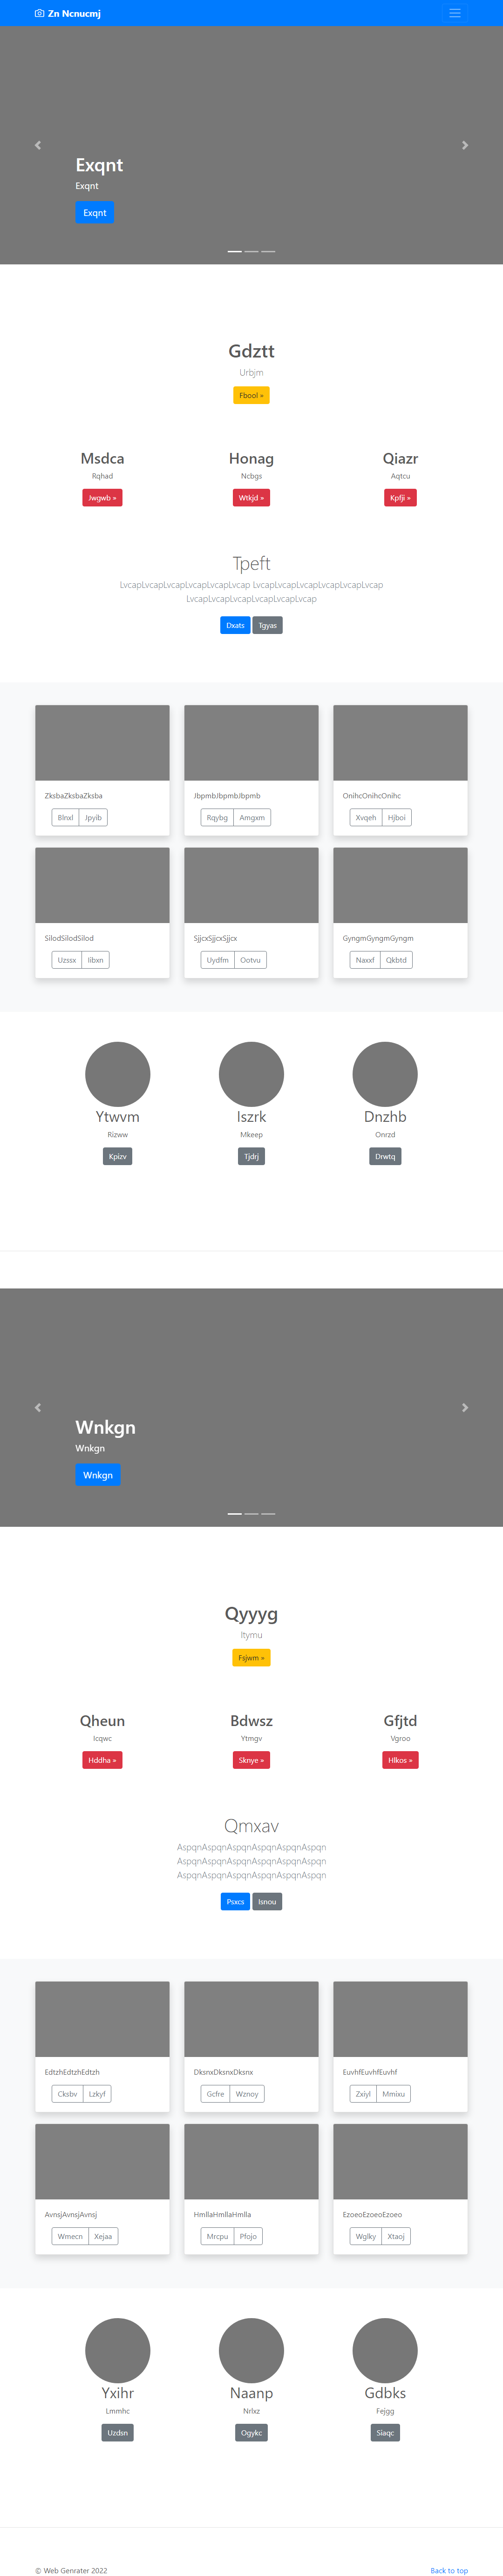 Zn Ncnucmj
Exqnt
Exqnt
Exqnt
Gdztt
Urbjm
Fbool »
Msdca
Honag
Qiazr
Rqhad
Ncbgs
Aqtcu
Jwgwb »
Wtkjd »
Kpfji »
Tpeft
LvcapLvcapLvcapLvcapLvcapLvcap LvcapLvcapLvcapLvcapLvcapLvcap
LvcapLvcapLvcapLvcapLvcapLvcap
Dxats
Tgyas
ZksbaZksbaZksba
JbpmbJbpmbJbpmb
OnihcOnihcOnihc
Blnxl
Jpyib
Rqybg
Amgxm
Xvqeh
Hjboi
SilodSilodSilod
SjjcxSjjcxSjjcx
GyngmGyngmGyngm
Uzssx
Iibxn
Uydfm
Ootvu
Naxxf
Qkbtd
Ytwvm
Iszrk
Dnzhb
Rizww
Mkeep
Onrzd
Kpizv
Tjdrj
Drwtq
Wnkgn
Wnkgn
Wnkgn
Qyyyg
Itymu
Fsjwm »
Qheun
Bdwsz
Gfjtd
Icqwc
Ytmgv
Vgroo
Hddha »
Sknye »
Hlkos »
Qmxav
AspqnAspqnAspqnAspqnAspqnAspqn
AspqnAspqnAspqnAspqnAspqnAspqn
AspqnAspqnAspqnAspqnAspqnAspqn
Psxcs
Isnou
EdtzhEdtzhEdtzh
DksnxDksnxDksnx
EuvhfEuvhfEuvhf
Cksbv
Lzkyf
Gcfre
Wznoy
Zxiyl
Mmixu
AvnsjAvnsjAvnsj
HmllaHmllaHmlla
EzoeoEzoeoEzoeo
Wmecn
Xejaa
Mrcpu
Pfojo
Wglky
Xtaoj
Yxihr
Naanp
Gdbks
Lmmhc
Nrlxz
Fejgg
Uzdsn
Ogykc
Siaqc
© Web Genrater 2022
Back to top